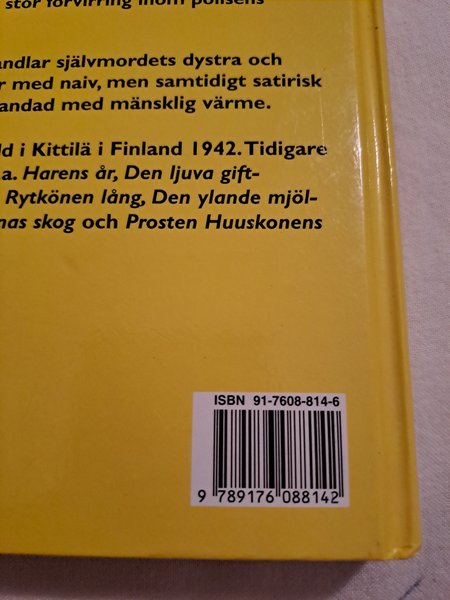 stor förvirring inom polisens
andlar självmordets dystra och
r med naiv, men samtidigt satirisk
andad med mänsklig värme.
ld i Kittilä i Finland 1942. Tidigare
a. Harens år, Den ljuva gift-
Rytkönen lång, Den ylande mjöl-
nas skog och Prosten Huuskonens
ISBN 91-7608-814-6
9 789176 088142